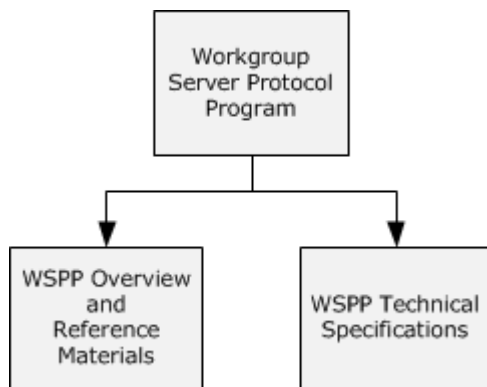 Workgroup
Server Protocol
Program
WSPP Overview
and
Reference
Materials
WSPP Technical
Specifications